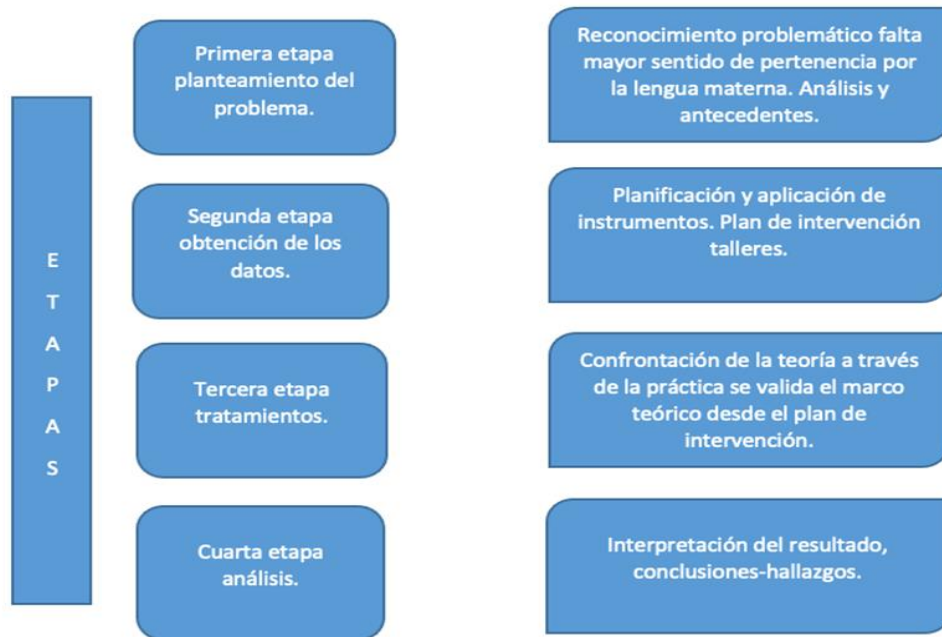 E
T
A
P
A
S
Primera etapa
planteamiento del
problema.
Reconocimiento problemático falta
mayor sentido de pertenencia por
la lengua materna. Análisis y
antecedentes.
Segunda etapa
obtención de los
datos.
Planificación y aplicación de
instrumentos. Plan de intervención
talleres.
Tercera etapa
tratamientos.
Confrontación de la teoría a través
de la práctica se valida el marco
teórico desde el plan de
intervención.
Cuarta etapa
análisis.
Interpretación del resultado,
conclusiones-hallazgos.